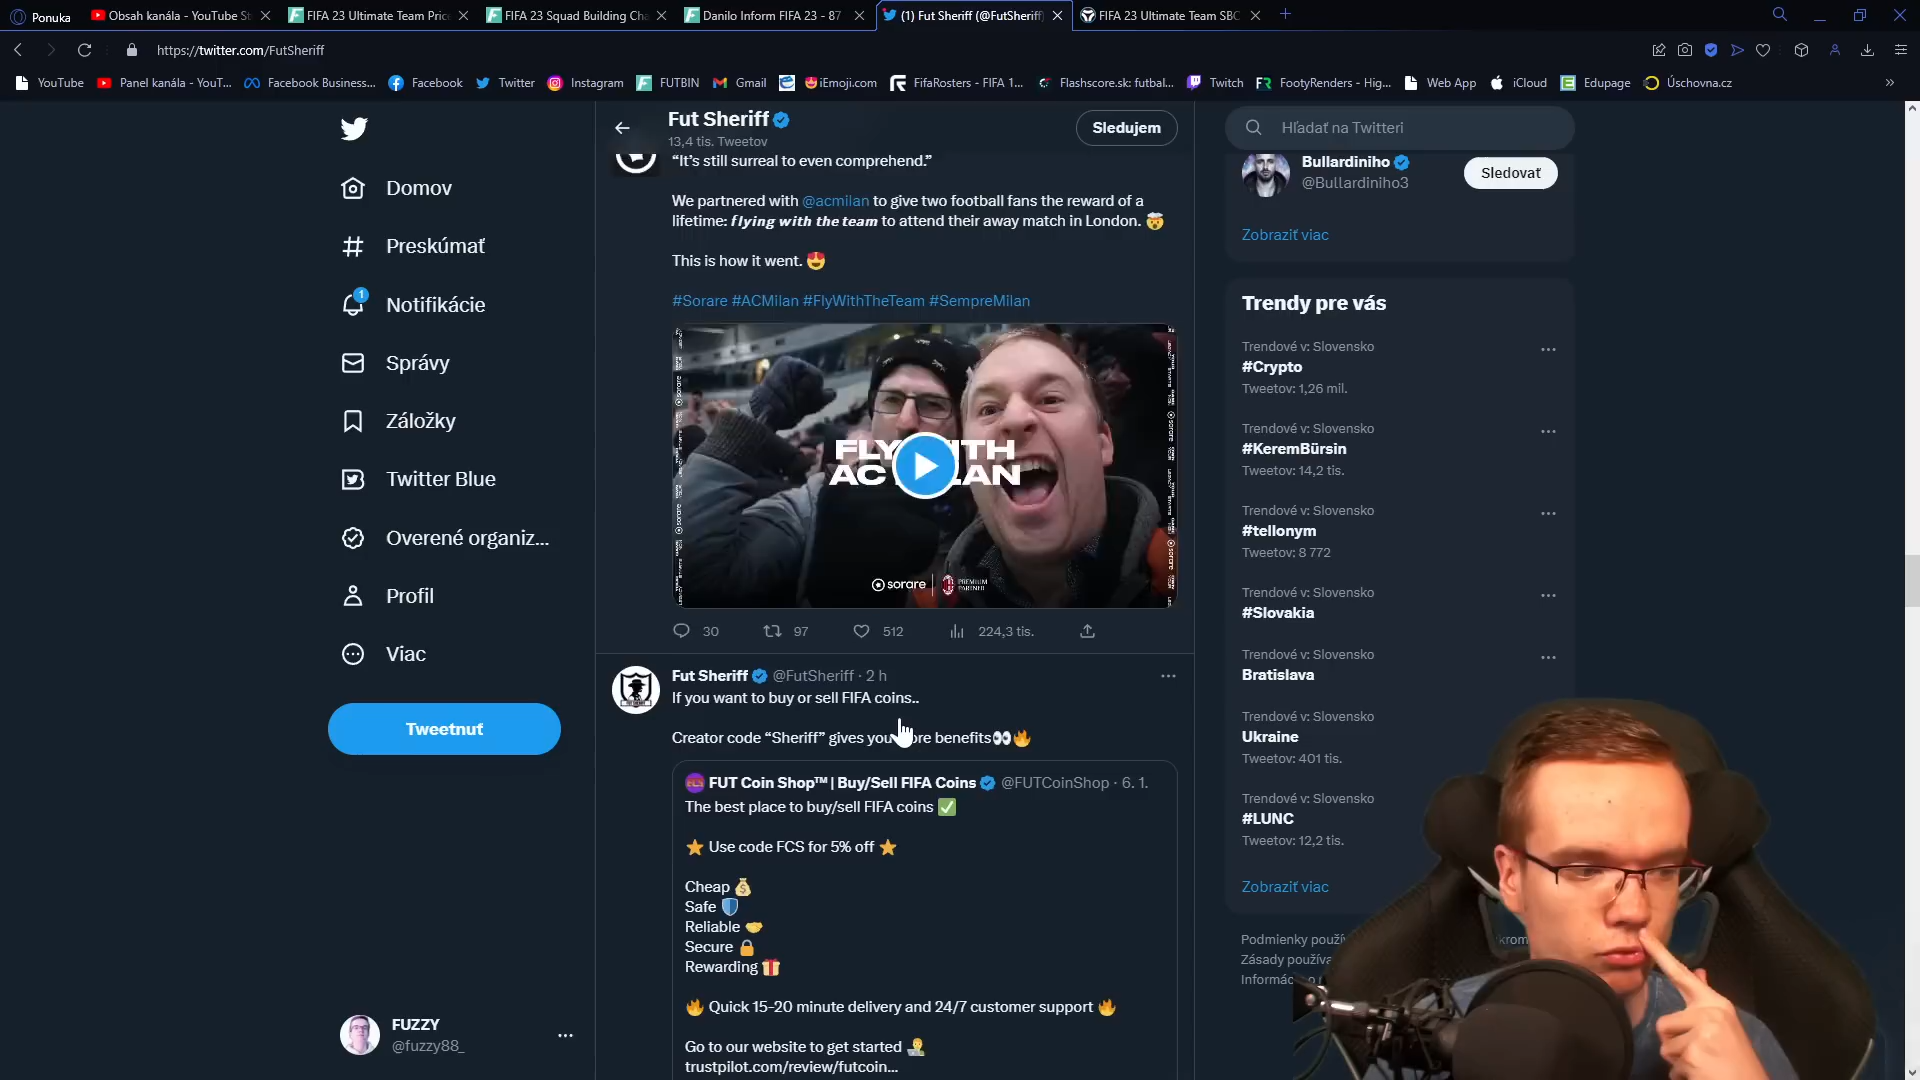 Ponuka
Obsah kanála - YouTube St
FIFA 23 Ultimate Team Price
FIFA 23 Squad Building Cha
Danilo Inform FIFA 23 - 87
(1) Fut Sheriff (@FutSheriff)
FIFA 23 Ultimate Team SBC
https://twitter.com/FutSheriff
YouTube
Panel kanála - YouT...
Facebook Business...
Facebook
Twitter
Instagram
FUTBIN
Gmail
iEmoji.com
FifaRosters - FIFA 1...
Flashscore.sk: futbal...
Twitch
FootyRenders - Hig...
Web App
iCloud
Edupage
Úschovna.cz
Domov
Preskúmať
1
Notifikácie
Správy
Záložky
Twitter Blue
Overené organiz...
Profil
Viac
Tweetnuť
FUZZY
@fuzzy88_
Fut Sheriff
13,4 tis. Tweetov
Sledujem
“It’s still surreal to even comprehend.”
We partnered with @acmilan to give two football fans the reward of a
lifetime: flying with the team to attend their away match in London. 🤯
This is how it went. 😍
#Sorare #ACMilan #FlyWithTheTeam #SempreMilan
sorare
PREMIUM
PARTNER
30
97
512
224,3 tis.
Fut Sheriff @FutSheriff · 2 h
If you want to buy or sell FIFA coins..
Creator code “Sheriff” gives you benefits👀🔥
FUT Coin Shop™ | Buy/Sell FIFA Coins @FUTCoinShop · 6. 1.
The best place to buy/sell FIFA coins ✅
⭐ Use code FCS for 5% off ⭐
Cheap 💰
Safe 🛡️
Reliable 🤝
Secure 🔒
Rewarding 🎁
🔥 Quick 15-20 minute delivery and 24/7 customer support 🔥
Go to our website to get started 👨‍💻
trustpilot.com/review/futcoin...
Hľadať na Twitteri
Bullardiniho
@Bullardiniho3
Sledovať
Zobraziť viac
Trendy pre vás
Trendové v: Slovensko
#Crypto
Tweetov: 1,26 mil.
Trendové v: Slovensko
#KeremBürsin
Tweetov: 14,2 tis.
Trendové v: Slovensko
#tellonym
Tweetov: 8 772
Trendové v: Slovensko
#Slovakia
Trendové v: Slovensko
Bratislava
Trendové v: Slovensko
Ukraine
Tweetov: 401 tis.
Trendové v: Slovensko
#LUNC
Tweetov: 12,2 tis.
Zobraziť viac
Podmienky použí
Zásady používa